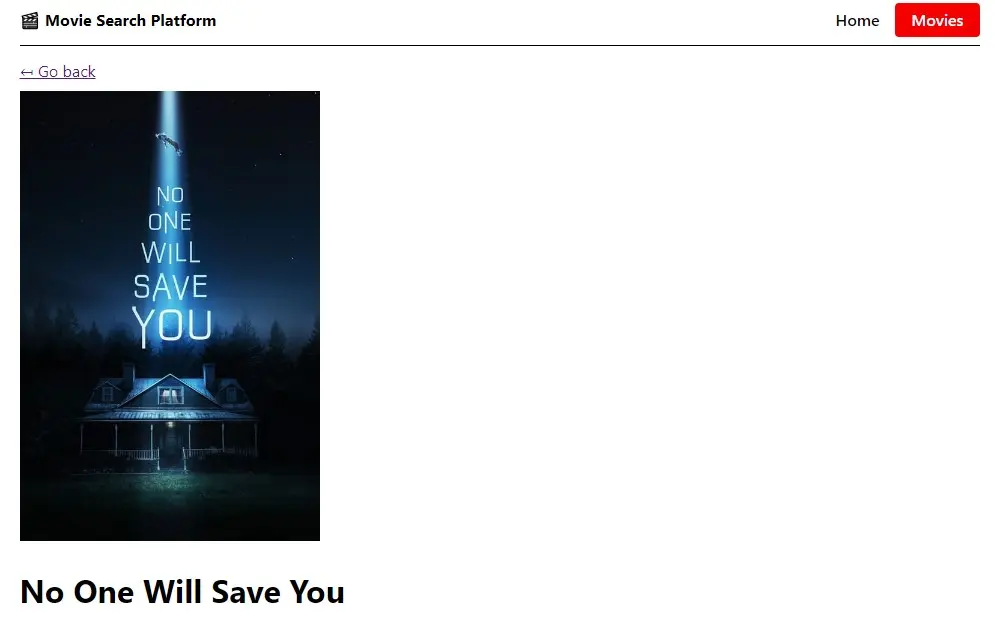 🎬 Movie Search Platform
Home
Movies
↤ Go back
NO
ONE
WILL
SAVE
YOU
No One Will Save You